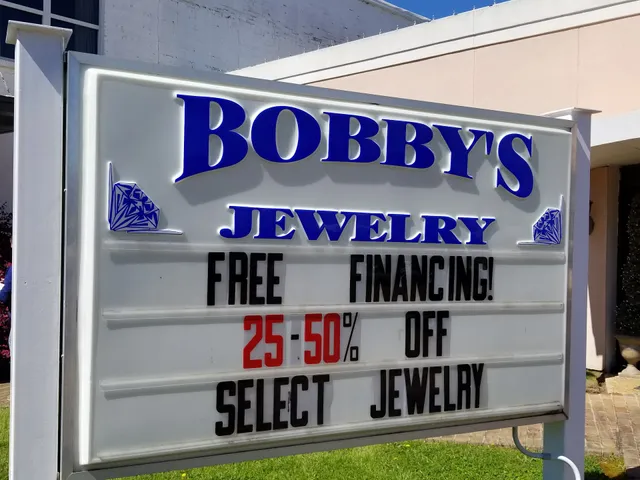 BOBBY'S
JEWELRY
FREE FINANCING!
25-50% OFF
SELECT JEWELRY